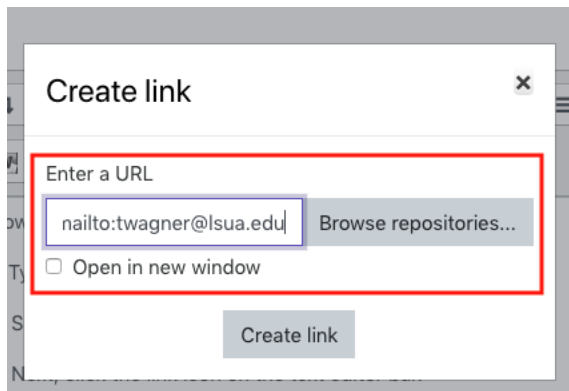 Create link
Enter a URL
nailto:twagner@lsua.edu Browse repositories...
Open in new window
Create link